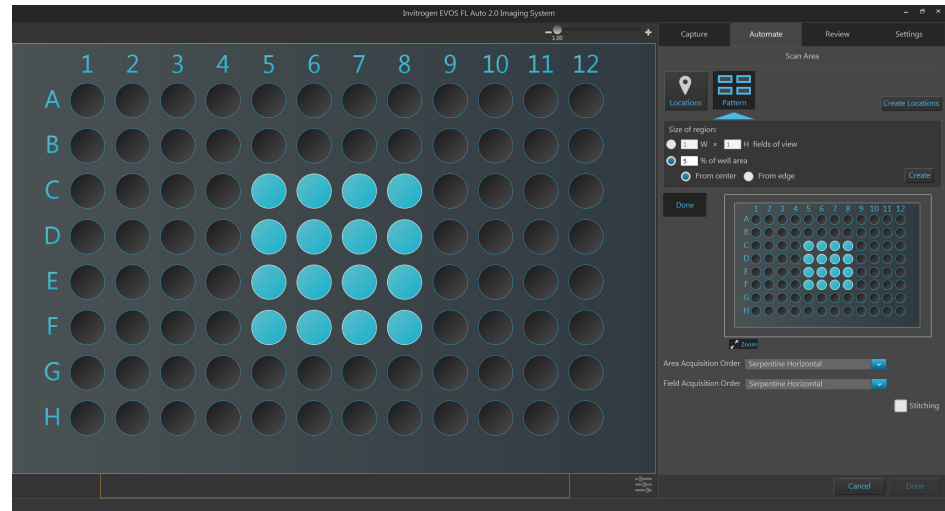 Invitrogen EVOS FL Auto 2.0 Imaging System
1.00
Capture Automate Review Settings
Scan Area
Locations Pattern Create Locations
Size of region:
1 W × 1 H fields of view
5 % of well area
From center From edge Create
Done
1 2 3 4 5 6 7 8 9 10 11 12
A
B
C
D
E
F
G
H
1 2 3 4 5 6 7 8 9 10 11 12
A
B
C
D
E
F
G
H
Zoom
Area Acquisition Order Serpentine Horizontal
Field Acquisition Order Serpentine Horizontal
Stitching
Cancel Done